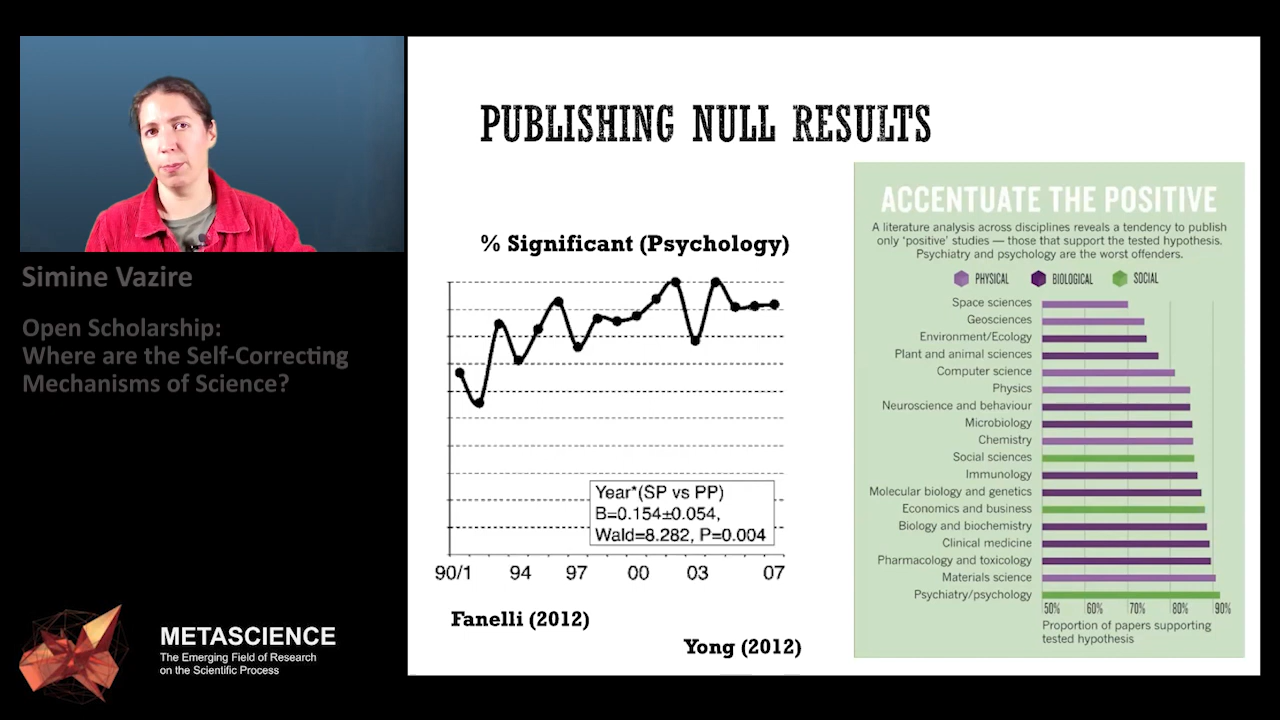 Simine Vazire
Open Scholarship:
Where are the Self-Correcting
Mechanisms of Science?
METASCIENCE
The Emerging Field of Research
on the Scientific Process
PUBLISHING NULL RESULTS
% Significant (Psychology)
Year*(SP vs PP)
B=0.154±0.054,
Wald=8.282, P=0.004
90/1 94 97 00 03 07
Fanelli (2012)
Yong (2012)
ACCENTUATE THE POSITIVE
A literature analysis across disciplines reveals a tendency to publish
only ‘positive’ studies — those that support the tested hypothesis.
Psychiatry and psychology are the worst offenders.
PHYSICAL BIOLOGICAL SOCIAL
Space sciences
Geosciences
Environment/Ecology
Plant and animal sciences
Computer science
Physics
Neuroscience and behaviour
Microbiology
Chemistry
Social sciences
Immunology
Molecular biology and genetics
Economics and business
Biology and biochemistry
Clinical medicine
Pharmacology and toxicology
Materials science
Psychiatry/psychology
50% 60% 70% 80% 90%
Proportion of papers supporting
tested hypothesis